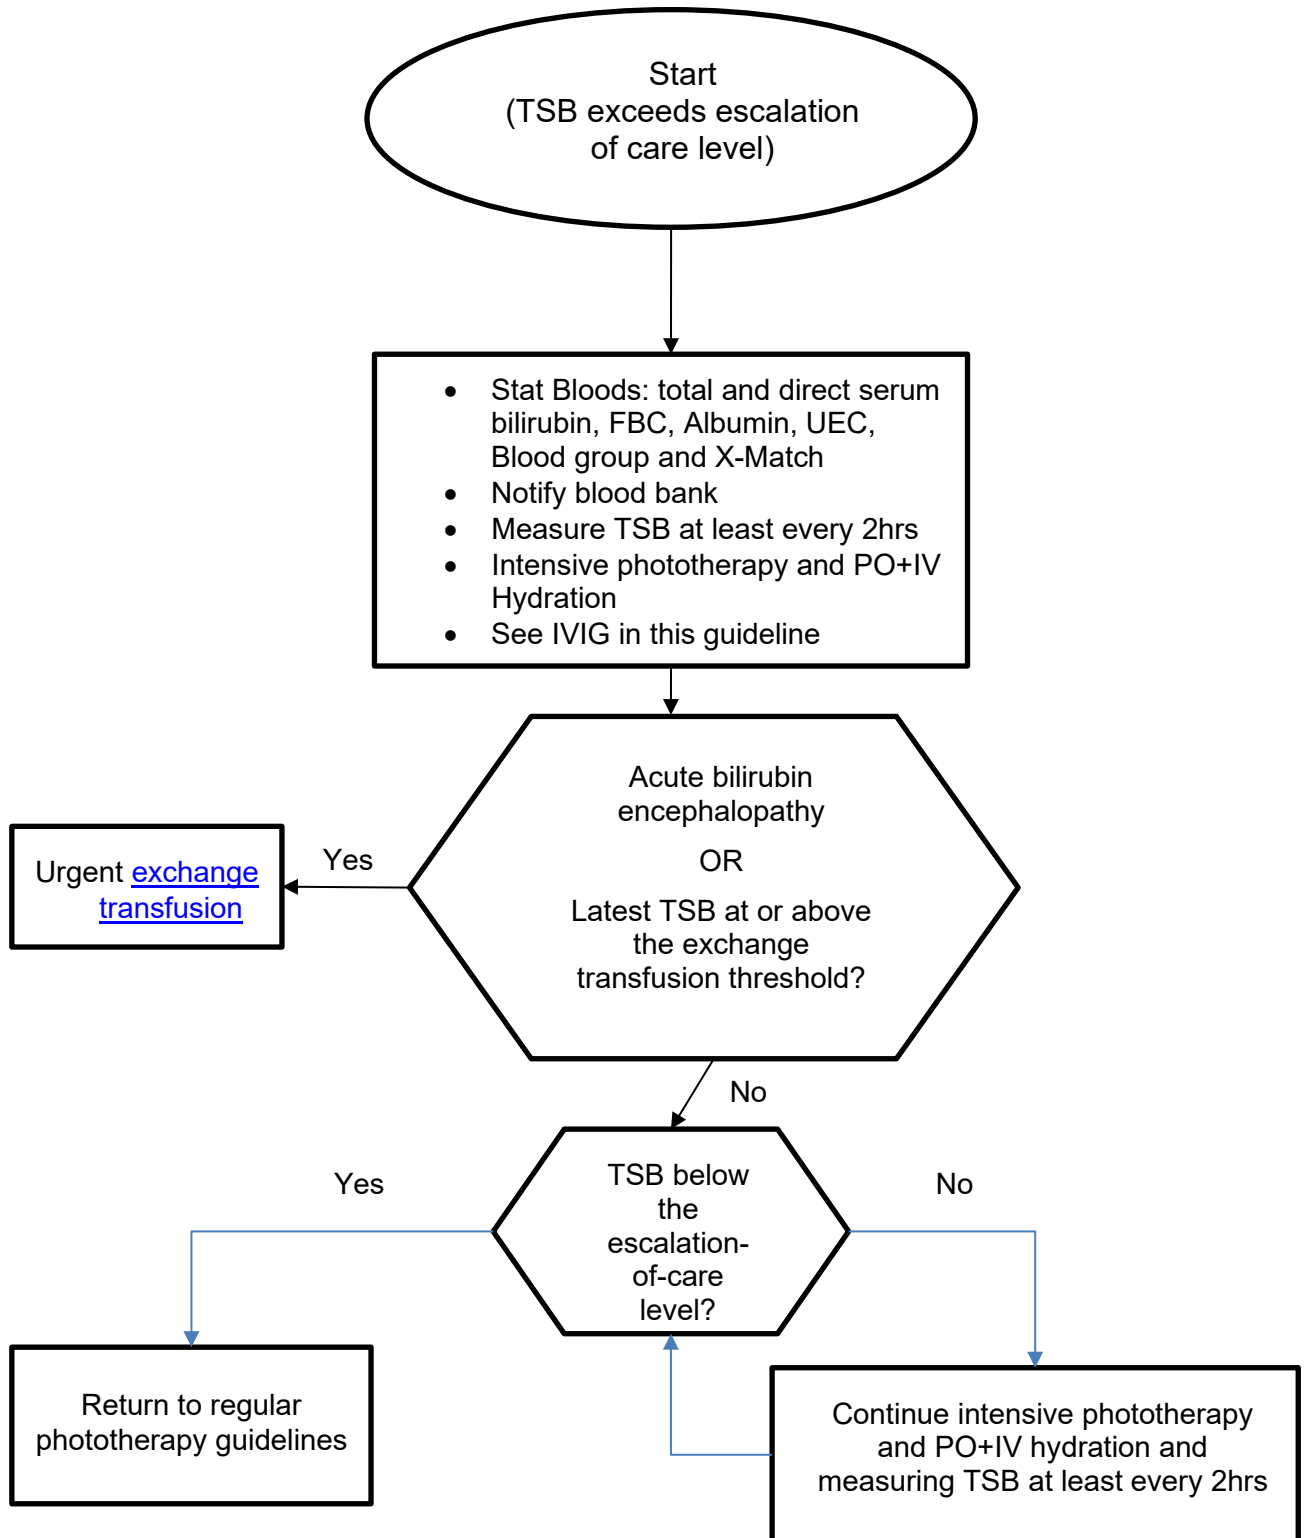 Start
(TSB exceeds escalation
of care level)
• Stat Bloods: total and direct serum
bilirubin, FBC, Albumin, UEC,
Blood group and X-Match
• Notify blood bank
• Measure TSB at least every 2hrs
• Intensive phototherapy and PO+IV
Hydration
• See IVIG in this guideline
Acute bilirubin
encephalopathy
OR
Latest TSB at or above
the exchange
transfusion threshold?
Yes
Urgent exchange
transfusion
No
TSB below
the
escalation-
of-care
level?
Yes
No
Return to regular
phototherapy guidelines
Continue intensive phototherapy
and PO+IV hydration and
measuring TSB at least every 2hrs